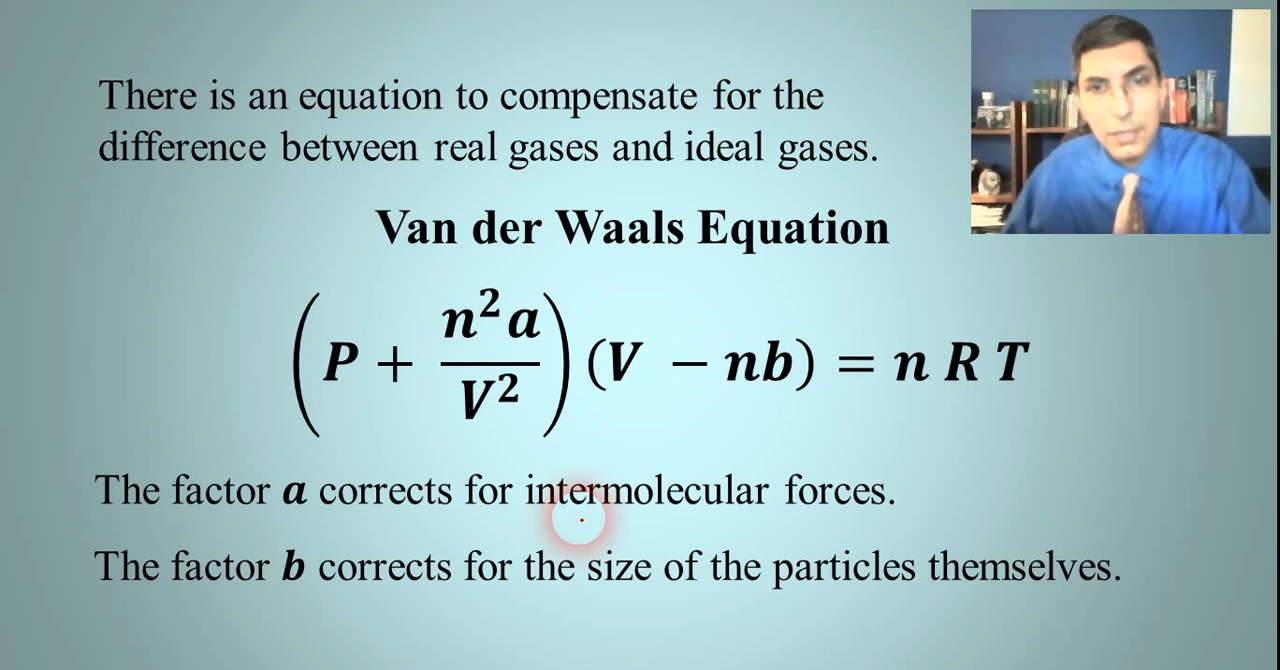 There is an equation to compensate for the
difference between real gases and ideal gases.
Van der Waals Equation
(P + n²a/V²) (V − nb) = n R T
The factor a corrects for intermolecular forces.
The factor b corrects for the size of the particles themselves.